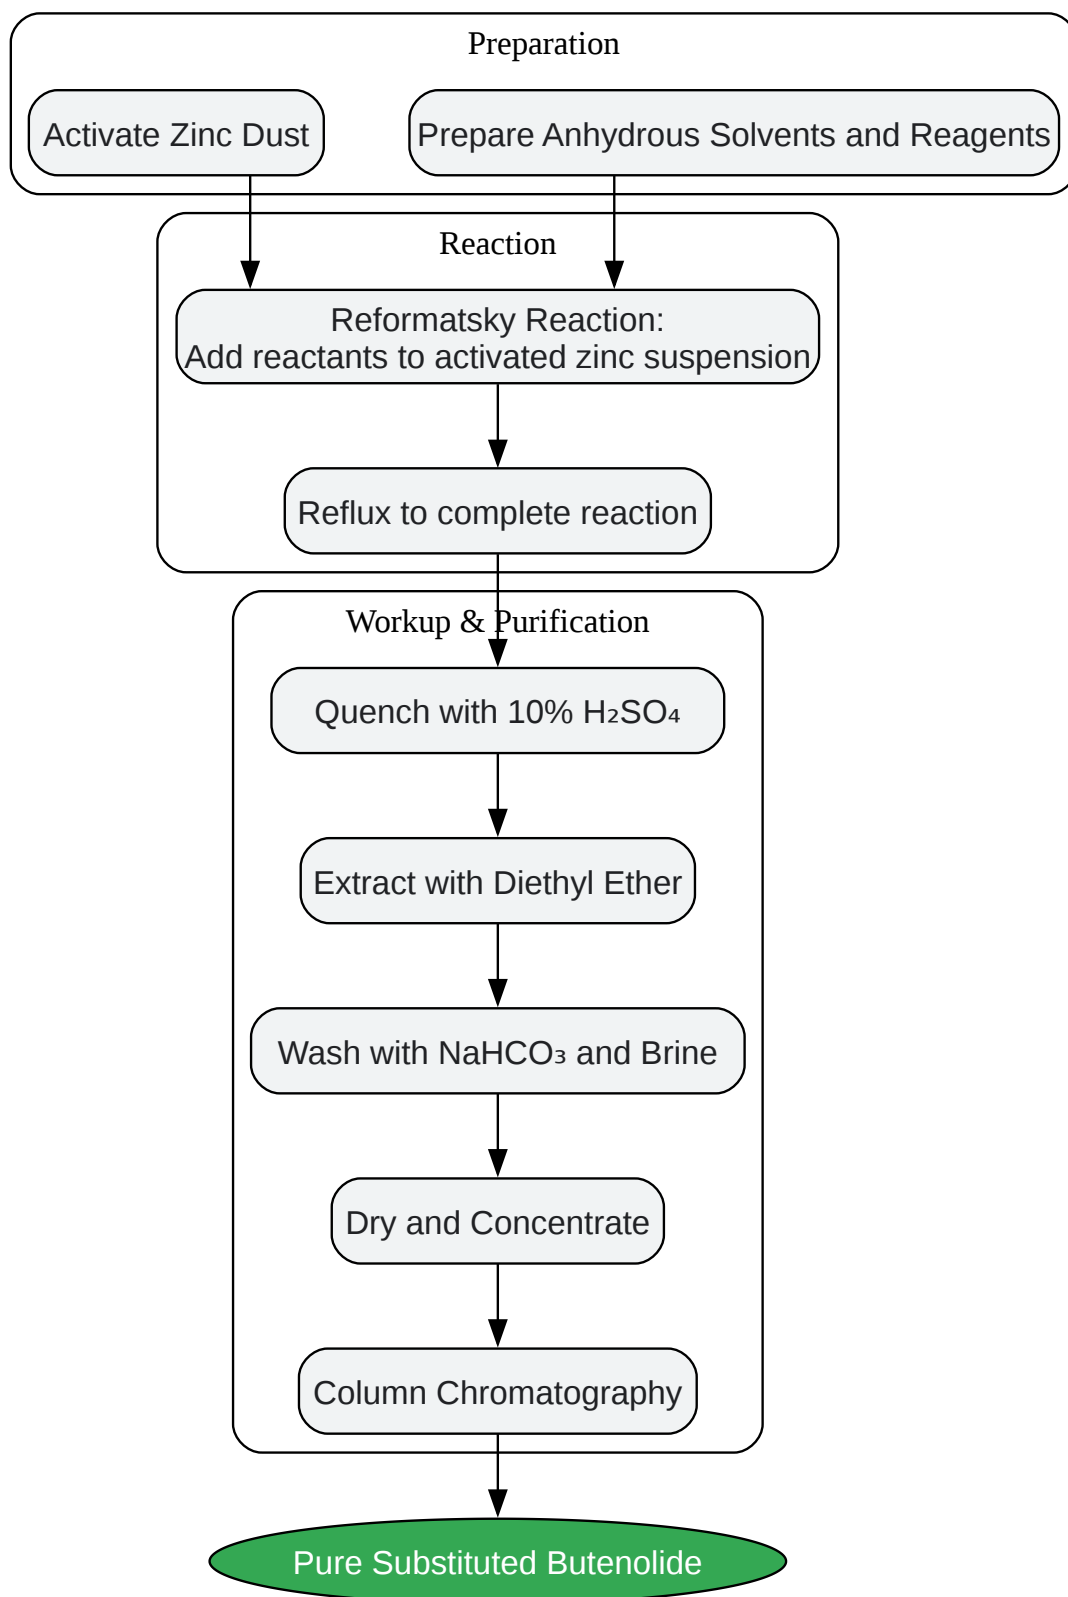 Preparation
Activate Zinc Dust
Prepare Anhydrous Solvents and Reagents
Reaction
Reformatsky Reaction:
Add reactants to activated zinc suspension
Reflux to complete reaction
Workup & Purification
Quench with 10% H₂SO₄
Extract with Diethyl Ether
Wash with NaHCO₃ and Brine
Dry and Concentrate
Column Chromatography
Pure Substituted Butenolide